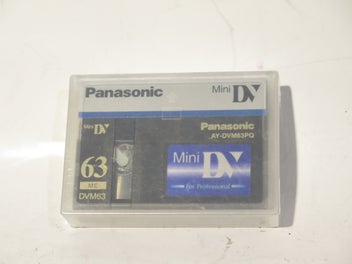 Panasonic Mini DV
Mini DV
63
ME
DVM63
Panasonic
AY-DVM63PQ
Mini DV
For Professional